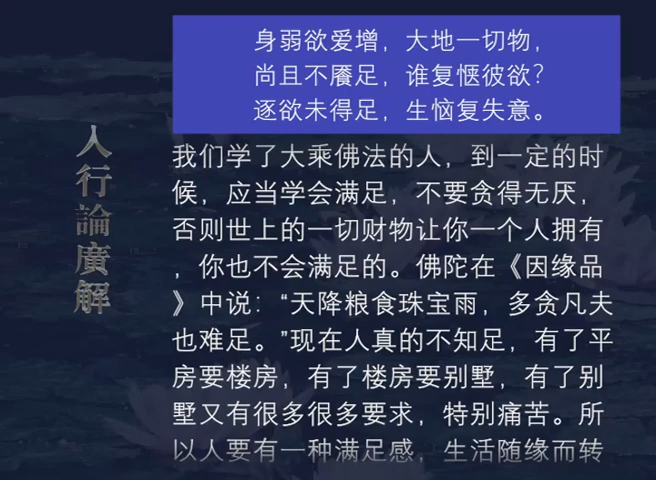 身弱欲爱增，大地一切物，
尚且不餍足，谁复惬彼欲？
逐欲未得足，生恼复失意。
入行論廣解
我们学了大乘佛法的人，到一定的时
候，应当学会满足，不要贪得无厌，
否则世上的一切财物让你一个人拥有
，你也不会满足的。佛陀在《因缘品
》中说：“天降粮食珠宝雨，多贪凡夫
也难足。”现在人真的不知足，有了平
房要楼房，有了楼房要别墅，有了别
墅又有很多很多要求，特别痛苦。所
以人要有一种满足感，生活随缘而转